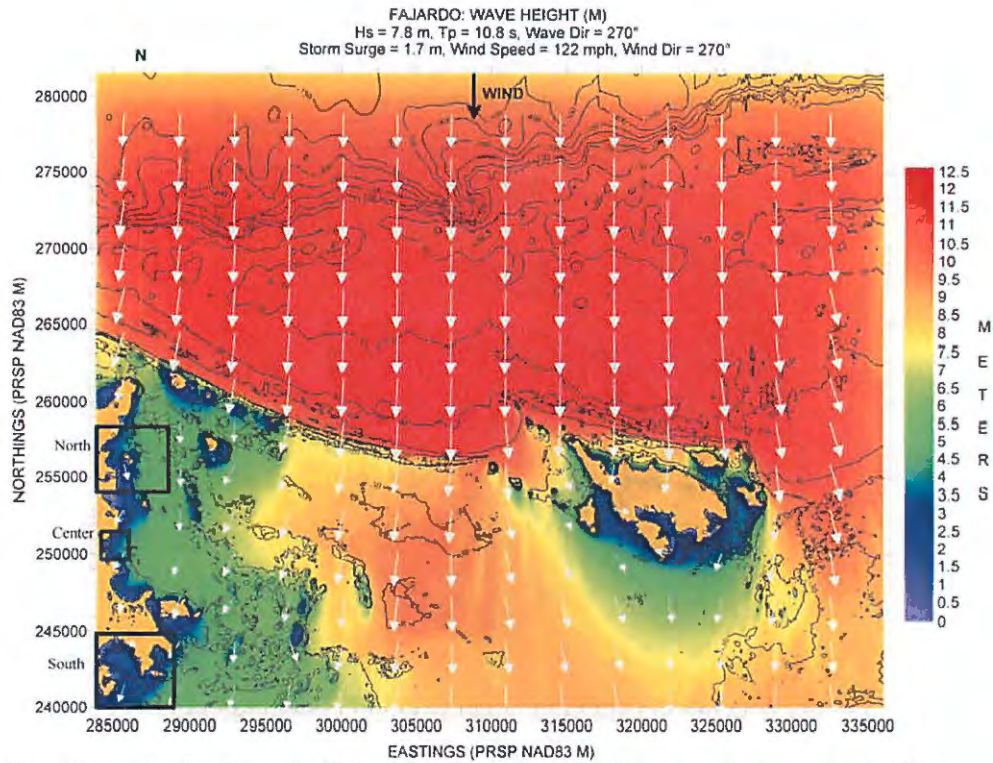 FAJARDO: WAVE HEIGHT (M)
Hs = 7.8 m, Tp = 10.8 s, Wave Dir = 270°
Storm Surge = 1.7 m, Wind Speed = 122 mph, Wind Dir = 270°
N
WIND
280000
275000
270000
265000
260000
255000
250000
245000
240000
NORTHINGS (PRSP NAD83 M)
North
Center
South
285000 290000 295000 300000 305000 310000 315000 320000 325000 330000 335000
EASTINGS (PRSP NAD83 M)
12.5
12
11.5
11
10.5
10
9.5
9
8.5
8
7.5
7
6.5
6
5.5
5
4.5
4
3.5
3
2.5
2
1.5
1
0.5
0
METERS